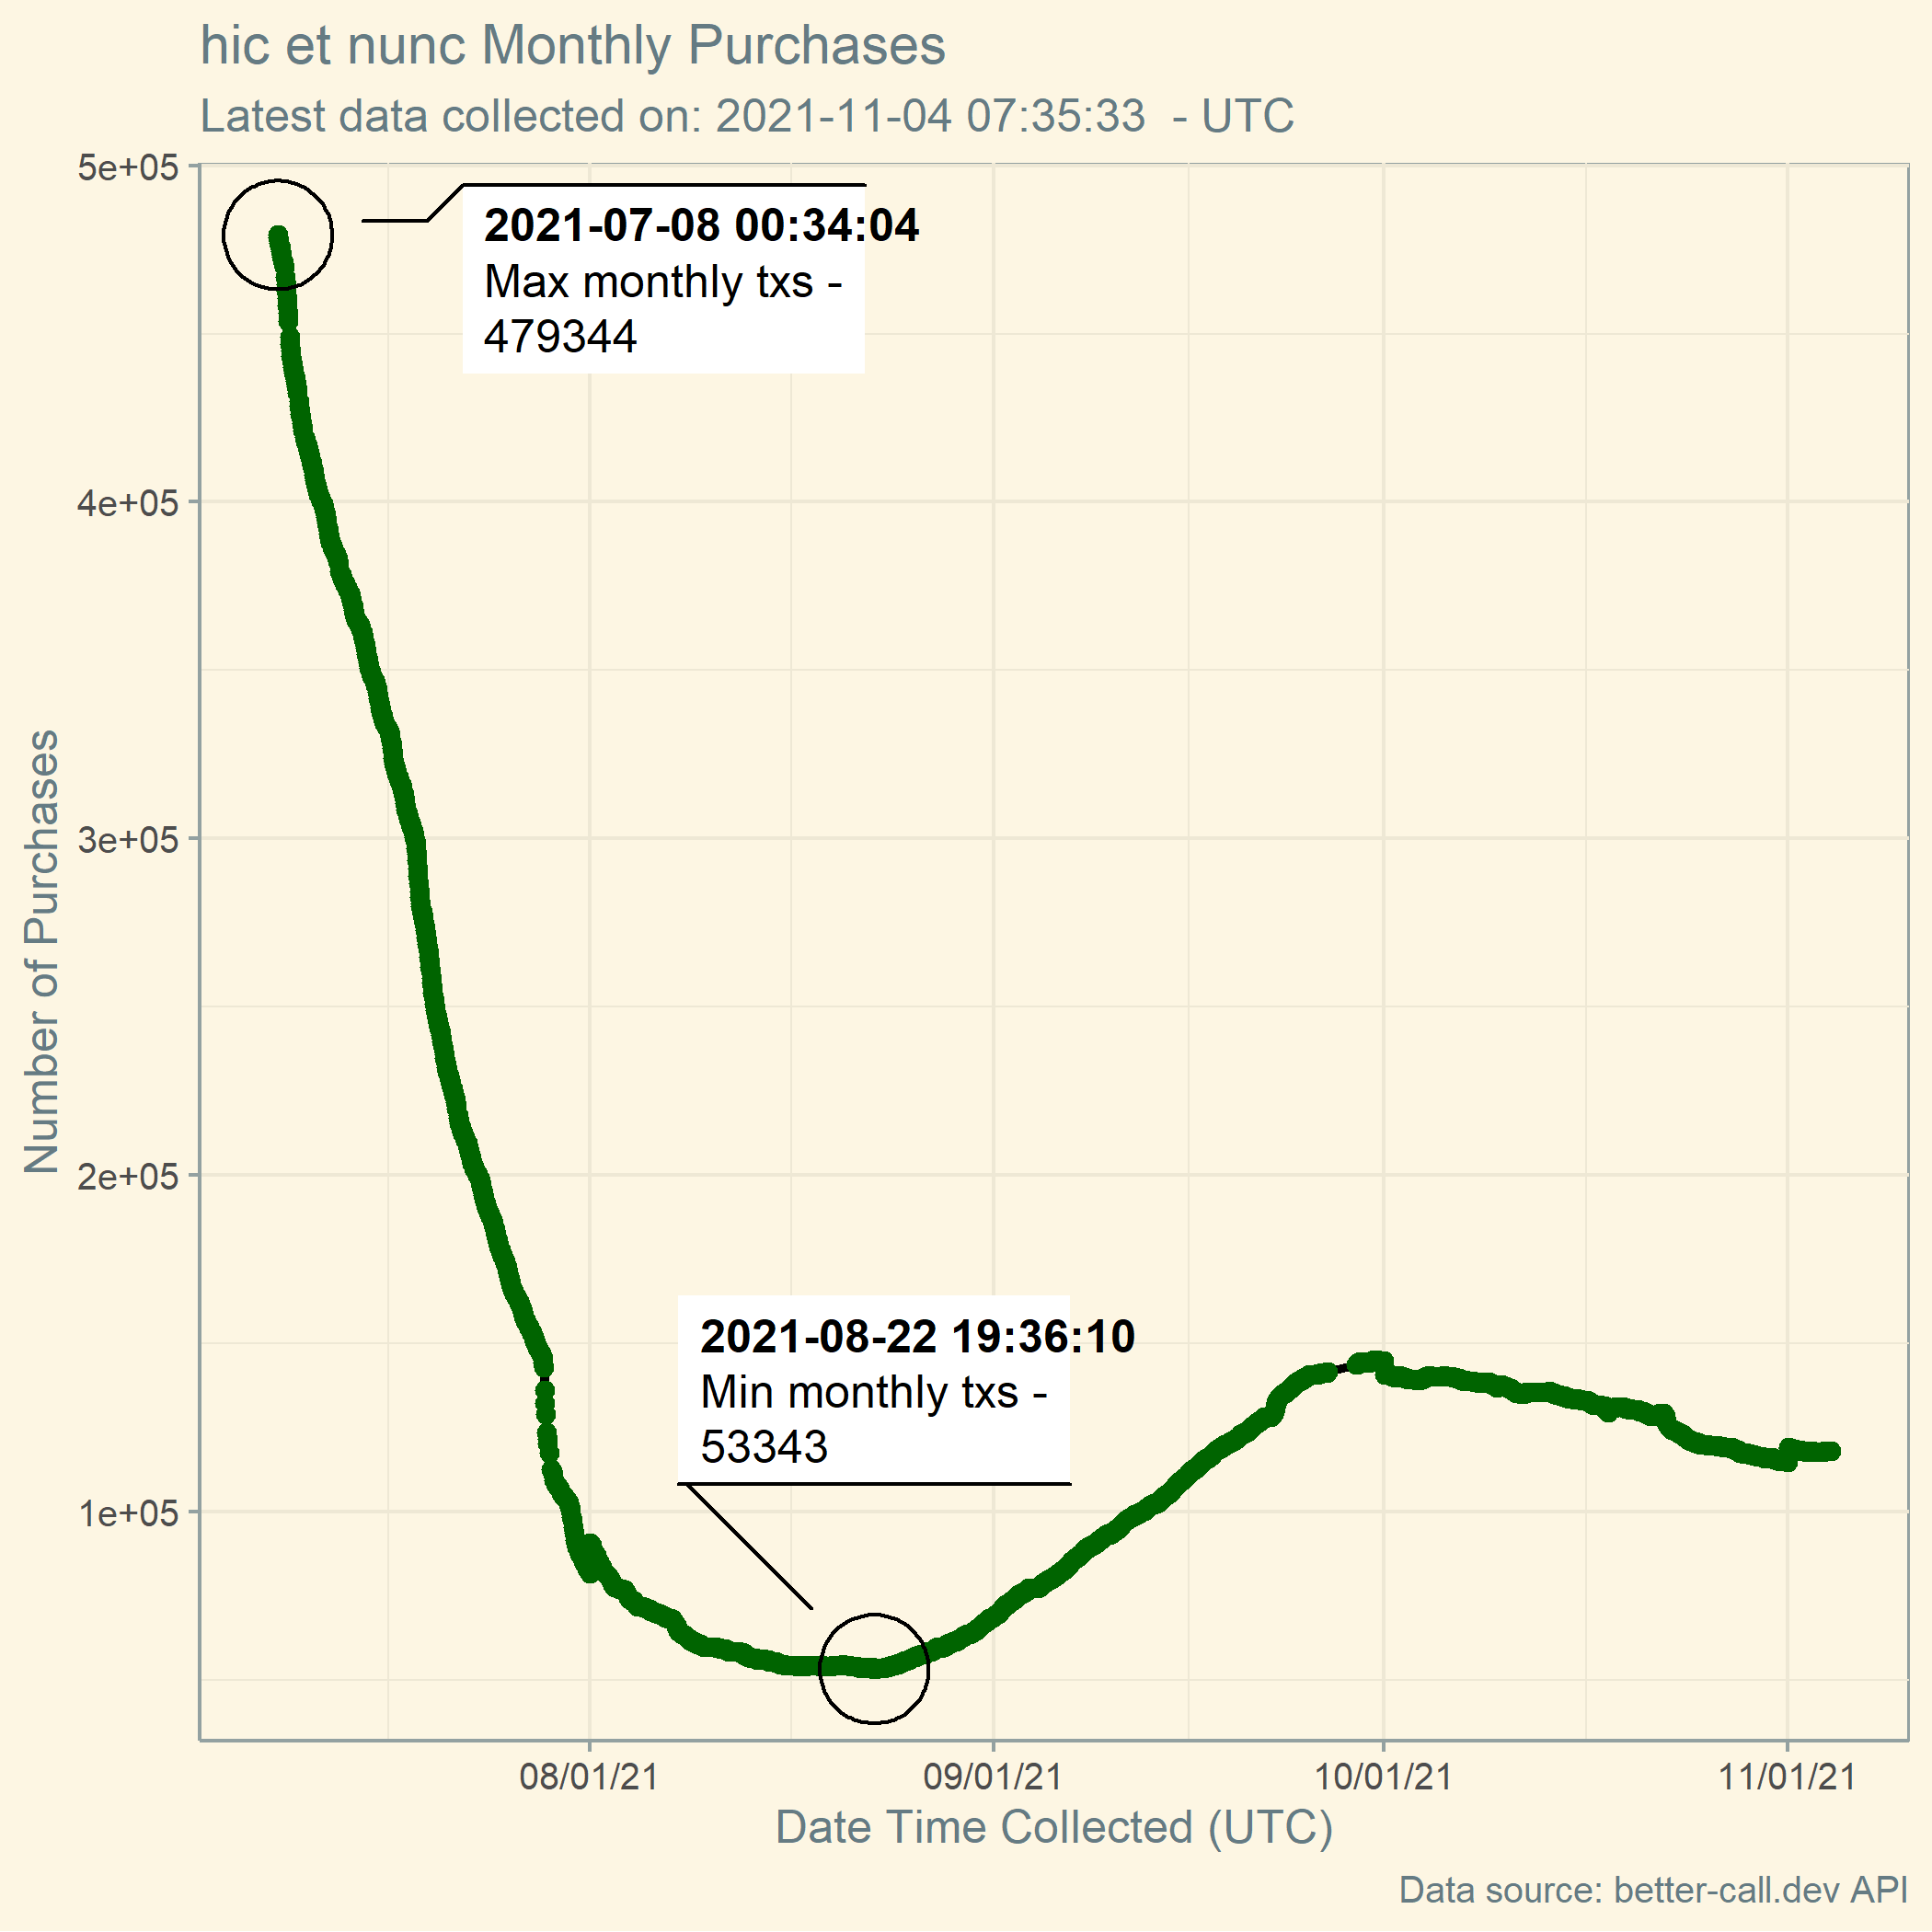 hic et nunc Monthly Purchases
Latest data collected on: 2021-11-04 07:35:33  - UTC
5e+05
4e+05
3e+05
2e+05
1e+05
Number of Purchases
2021-07-08 00:34:04
Max monthly txs -
479344
2021-08-22 19:36:10
Min monthly txs -
53343
08/01/21
09/01/21
10/01/21
11/01/21
Date Time Collected (UTC)
Data source: better-call.dev API